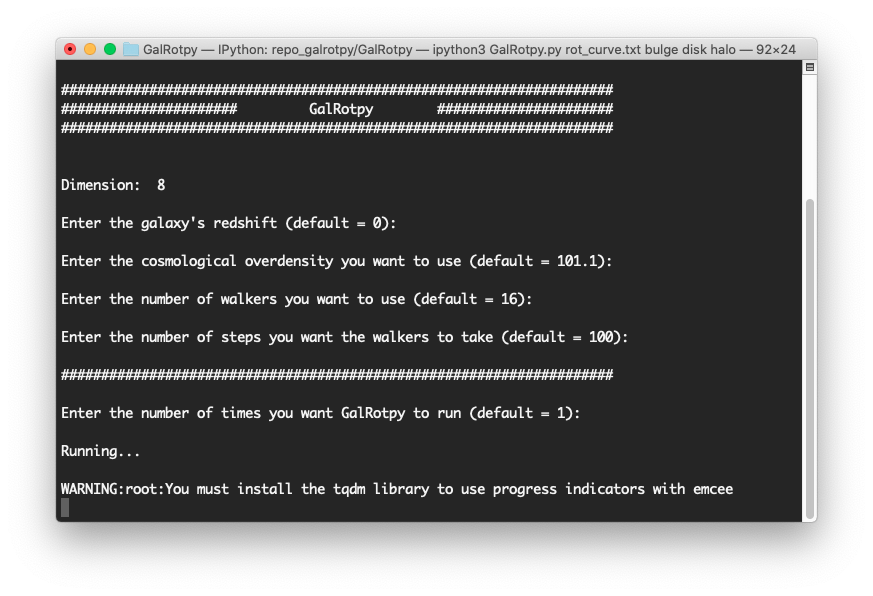 GalRotpy — IPython: repo_galrotpy/GalRotpy — ipython3 GalRotpy.py rot_curve.txt bulge disk halo — 92×24
#####################################################################
######################         GalRotpy        ######################
#####################################################################
Dimension:  8
Enter the galaxy's redshift (default = 0):
Enter the cosmological overdensity you want to use (default = 101.1):
Enter the number of walkers you want to use (default = 16):
Enter the number of steps you want the walkers to take (default = 100):
#####################################################################
Enter the number of times you want GalRotpy to run (default = 1):
Running...
WARNING:root:You must install the tqdm library to use progress indicators with emcee